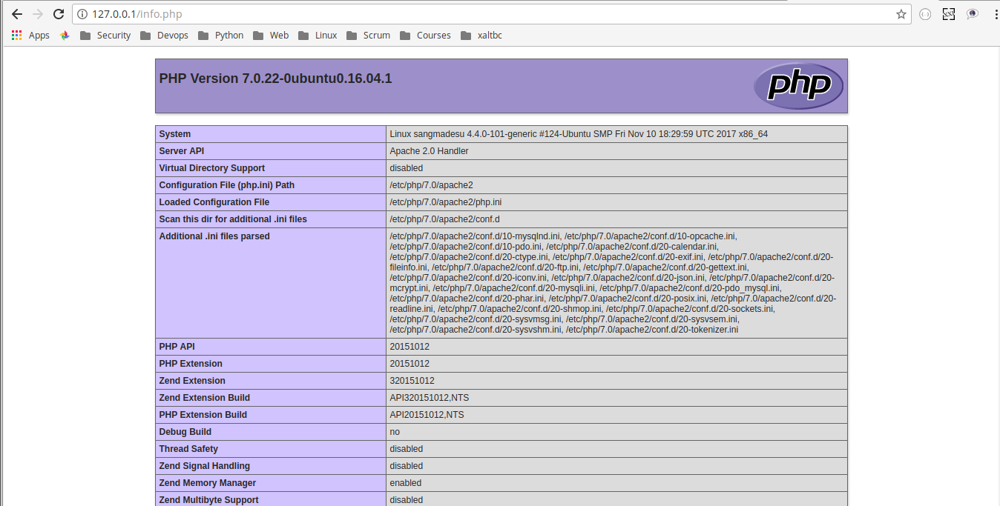 127.0.0.1/info.php
Apps Security Devops Python Web Linux Scrum Courses xaltbc
PHP Version 7.0.22-0ubuntu0.16.04.1
php
System Linux sangmadesu 4.4.0-101-generic #124-Ubuntu SMP Fri Nov 10 18:29:59 UTC 2017 x86_64
Server API Apache 2.0 Handler
Virtual Directory Support disabled
Configuration File (php.ini) Path /etc/php/7.0/apache2
Loaded Configuration File /etc/php/7.0/apache2/php.ini
Scan this dir for additional .ini files /etc/php/7.0/apache2/conf.d
Additional .ini files parsed /etc/php/7.0/apache2/conf.d/10-mysqlnd.ini, /etc/php/7.0/apache2/conf.d/10-opcache.ini,
/etc/php/7.0/apache2/conf.d/10-pdo.ini, /etc/php/7.0/apache2/conf.d/20-calendar.ini,
/etc/php/7.0/apache2/conf.d/20-ctype.ini, /etc/php/7.0/apache2/conf.d/20-exif.ini, /etc/php/7.0/apache2/conf.d/20-
fileinfo.ini, /etc/php/7.0/apache2/conf.d/20-ftp.ini, /etc/php/7.0/apache2/conf.d/20-gettext.ini,
/etc/php/7.0/apache2/conf.d/20-iconv.ini, /etc/php/7.0/apache2/conf.d/20-json.ini, /etc/php/7.0/apache2/conf.d/20-
mcrypt.ini, /etc/php/7.0/apache2/conf.d/20-mysqli.ini, /etc/php/7.0/apache2/conf.d/20-pdo_mysql.ini,
/etc/php/7.0/apache2/conf.d/20-phar.ini, /etc/php/7.0/apache2/conf.d/20-posix.ini, /etc/php/7.0/apache2/conf.d/20-
readline.ini, /etc/php/7.0/apache2/conf.d/20-shmop.ini, /etc/php/7.0/apache2/conf.d/20-sockets.ini,
/etc/php/7.0/apache2/conf.d/20-sysvmsg.ini, /etc/php/7.0/apache2/conf.d/20-sysvsem.ini,
/etc/php/7.0/apache2/conf.d/20-sysvshm.ini, /etc/php/7.0/apache2/conf.d/20-tokenizer.ini
PHP API 20151012
PHP Extension 20151012
Zend Extension 320151012
Zend Extension Build API320151012,NTS
PHP Extension Build API20151012,NTS
Debug Build no
Thread Safety disabled
Zend Signal Handling disabled
Zend Memory Manager enabled
Zend Multibyte Support disabled